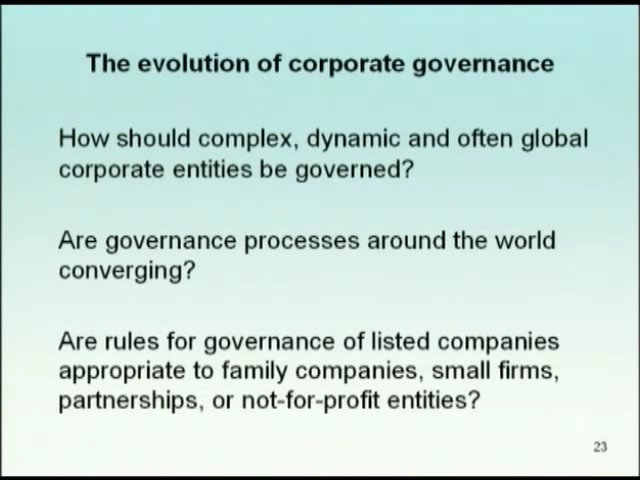 The evolution of corporate governance
How should complex, dynamic and often global
corporate entities be governed?
Are governance processes around the world
converging?
Are rules for governance of listed companies
appropriate to family companies, small firms,
partnerships, or not-for-profit entities?
23